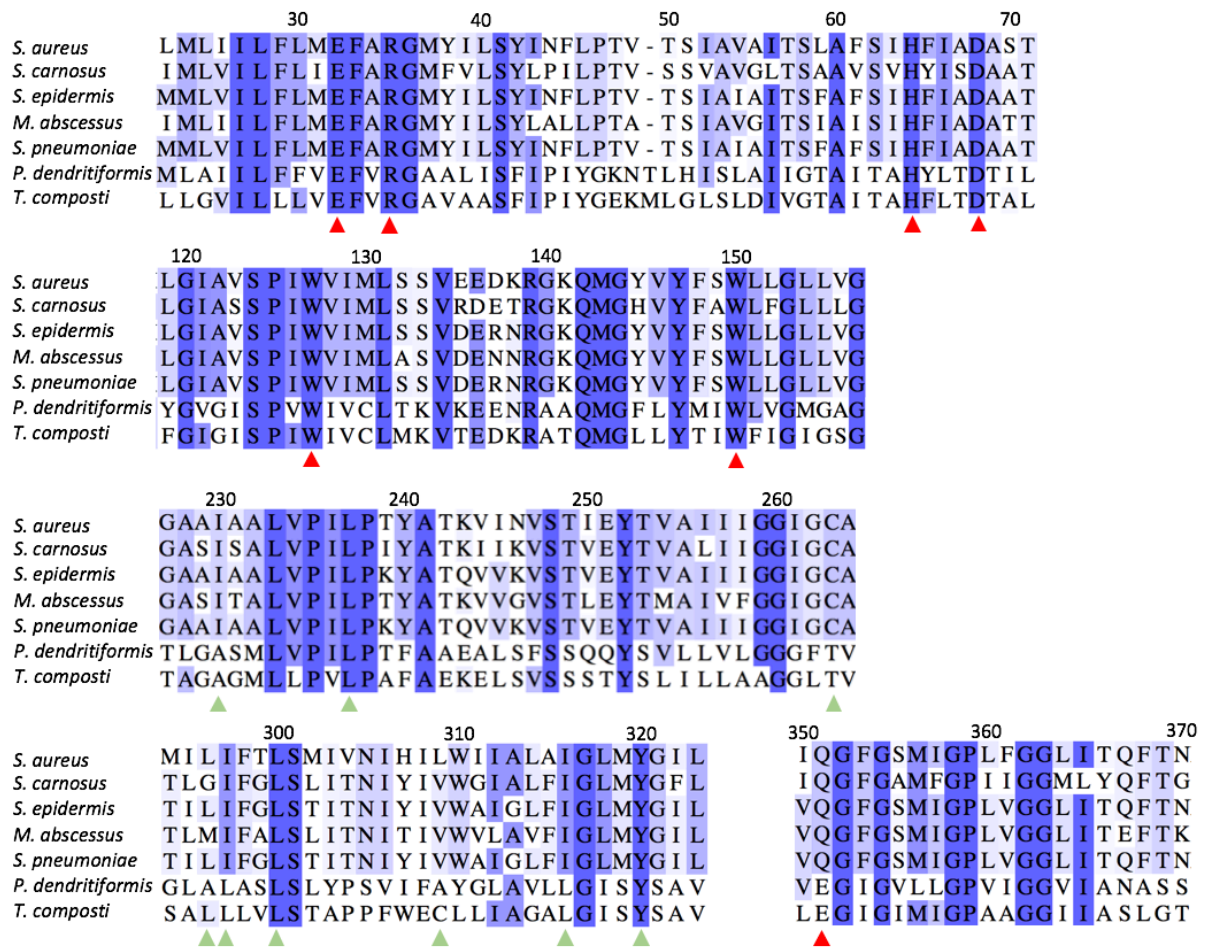 30 40 50 60 70
S. aureus LMLIILFLMEFARGMYILSYINFLPTV-TSIAVAITSLAFSIHFIADAST
S. carnosus IMLVILFLIEFARGMFVLSYLPILPTV-SSVAVGLTSAAVSVHYISDAAT
S. epidermis MMLVILFLMEFARGMYILSYINFLPTV-TSIAIAITSFAFSIHFIADAAT
M. abscessus IMLIILFLMEFARGMYILSYLALLPTA-TSIAVGITSIAISIHFIADATT
S. pneumoniae MMLVILFLMEFARGMYILSYINFLPTV-TSIAIAITSFAFSIHFIADAAT
P. dendritiformis MLAIILFFVEFVRGAALISFIPIYGKNTLHISLAIIGTAITAHYLTDTIL
T. composti LLGVILLLVEFVRGAVAASFIPIYGEKMLGLSLDIVGTAITAHFLTDTAL
120 130 140 150
S. aureus LGIAVSPIWVIMLSSVEEDKRGKQMGYVYFSWLLGLLVG
S. carnosus LGIASSPIWVIMLSSVRDETRGKQMGHVYFAWLFGLLLG
S. epidermis LGIAVSPIWVIMLSSVDERNRGKQMGYVYFSWLLGLLVG
M. abscessus LGIAVSPIWVIMLASVDENNRGKQMGYVYFSWLLGLLVG
S. pneumoniae LGIAVSPIWVIMLSSVDERNRGKQMGYVYFSWLLGLLVG
P. dendritiformis YGVGISPVWIVCLTKVKEENRAAQMGFLYMIWLVGMGAG
T. composti FGIGISPIWIVCLMKVTEDKRATQMGLLYTIWFIGIGSG
230 240 250 260
S. aureus GAAIAALVPILPTYATKVINVSTIEYTVAIIIGGIGCA
S. carnosus GASISALVPILPIYATKIIKVSTVEYTVALIIGGIGCA
S. epidermis GAAIAALVPILPKYATQVVKVSTVEYTVAIIIGGIGCA
M. abscessus GASITALVPILPTYATKVVGVSTLEYTMAIVFGGIGCA
S. pneumoniae GAAIAALVPILPKYATQVVKVSTVEYTVAIIIGGIGCA
P. dendritiformis TLGASMLVPILPTFAAEALSFSSQQYSVLLVLGGGFTV
T. composti TAGAGMLLPVLPAFAEKELSVSSSTYSLILLAAGGLTV
300 310 320 351 360 370
S. aureus MILIFTLSMIVNIHILWIIALAIGLMYGIL IQGFGSMIGPLFGGLITQFTN
S. carnosus TLGIFGLSLITNIYIVWGIALFIGLMYGFL IQGFGAMFGPIIGGMLYQFTG
S. epidermis TILIFGLSTITNIYIVWAIGLFIGLMYGIL VQGFGSMIGPLVGGLITQFTN
M. abscessus TLMIFALSLITNITIVWVLAVFIGLMYGIL VQGFGSMIGPLVGGLITEFTK
S. pneumoniae TILIFGLSTITNIYIVWAIGLFIGLMYGIL VQGFGSMIGPLVGGLITQFTN
P. dendritiformis GLALASLSLYPSVIFAYGLAVLLGISYSAV VEGIGVLLGPVIGGVIANASS
T. composti SALLLVLSTAPPFWECLLIAGALGISYSAV LEGIGIMIGPAAGGIIASLGT